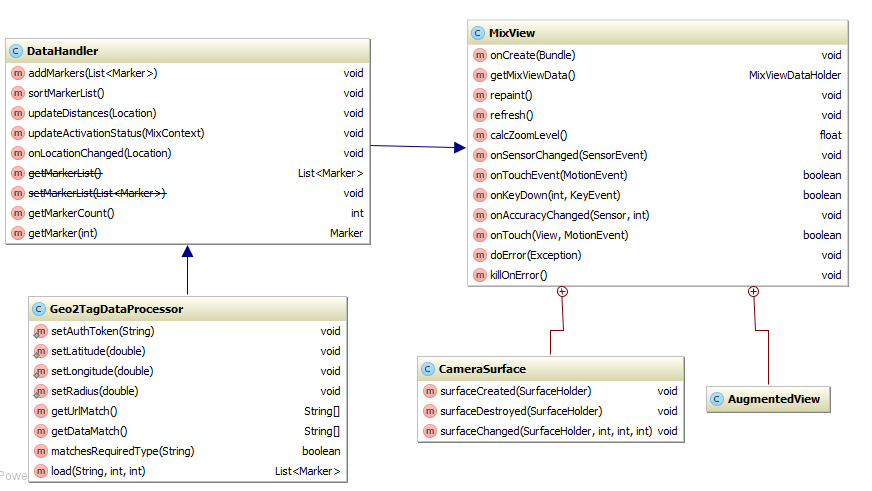 DataHandler
addMarkers(List<Marker>) void
sortMarkerList() void
updateDistances(Location) void
updateActivationStatus(MixContext) void
onLocationChanged(Location) void
getMarkerList() List<Marker>
setMarkerList(List<Marker>) void
getMarkerCount() int
getMarker(int) Marker
MixView
onCreate(Bundle) void
getMixViewData() MixViewDataHolder
repaint() void
refresh() void
calcZoomLevel() float
onSensorChanged(SensorEvent) void
onTouchEvent(MotionEvent) boolean
onKeyDown(int, KeyEvent) boolean
onAccuracyChanged(Sensor, int) void
onTouch(View, MotionEvent) boolean
doError(Exception) void
killOnError() void
Geo2TagDataProcessor
setAuthToken(String) void
setLatitude(double) void
setLongitude(double) void
setRadius(double) void
getUrlMatch() String[]
getDataMatch() String[]
matchesRequiredType(String) boolean
load(String, int, int) List<Marker>
CameraSurface
surfaceCreated(SurfaceHolder) void
surfaceDestroyed(SurfaceHolder) void
surfaceChanged(SurfaceHolder, int, int, int) void
AugmentedView
Powe